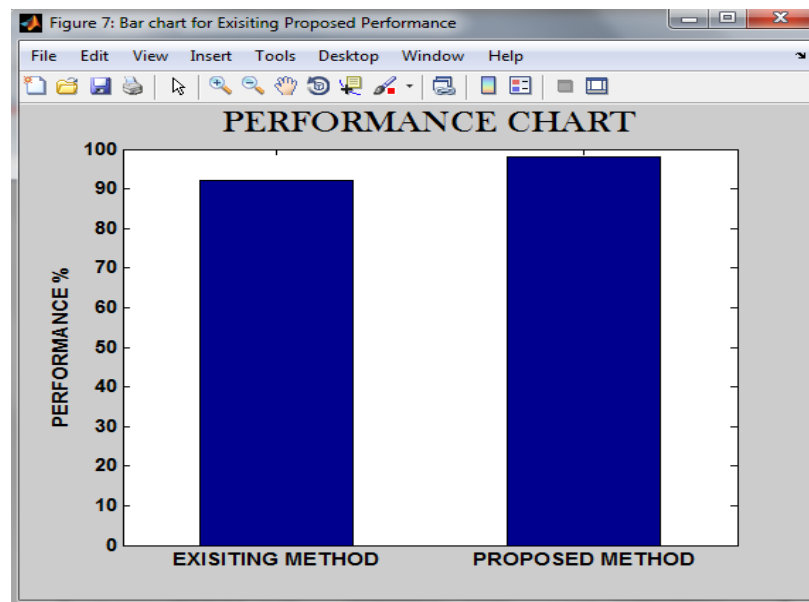 Figure 7: Bar chart for Exisiting Proposed Performance
File Edit View Insert Tools Desktop Window Help
PERFORMANCE CHART
PERFORMANCE %
100
90
80
70
60
50
40
30
20
10
0
EXISITING METHOD PROPOSED METHOD